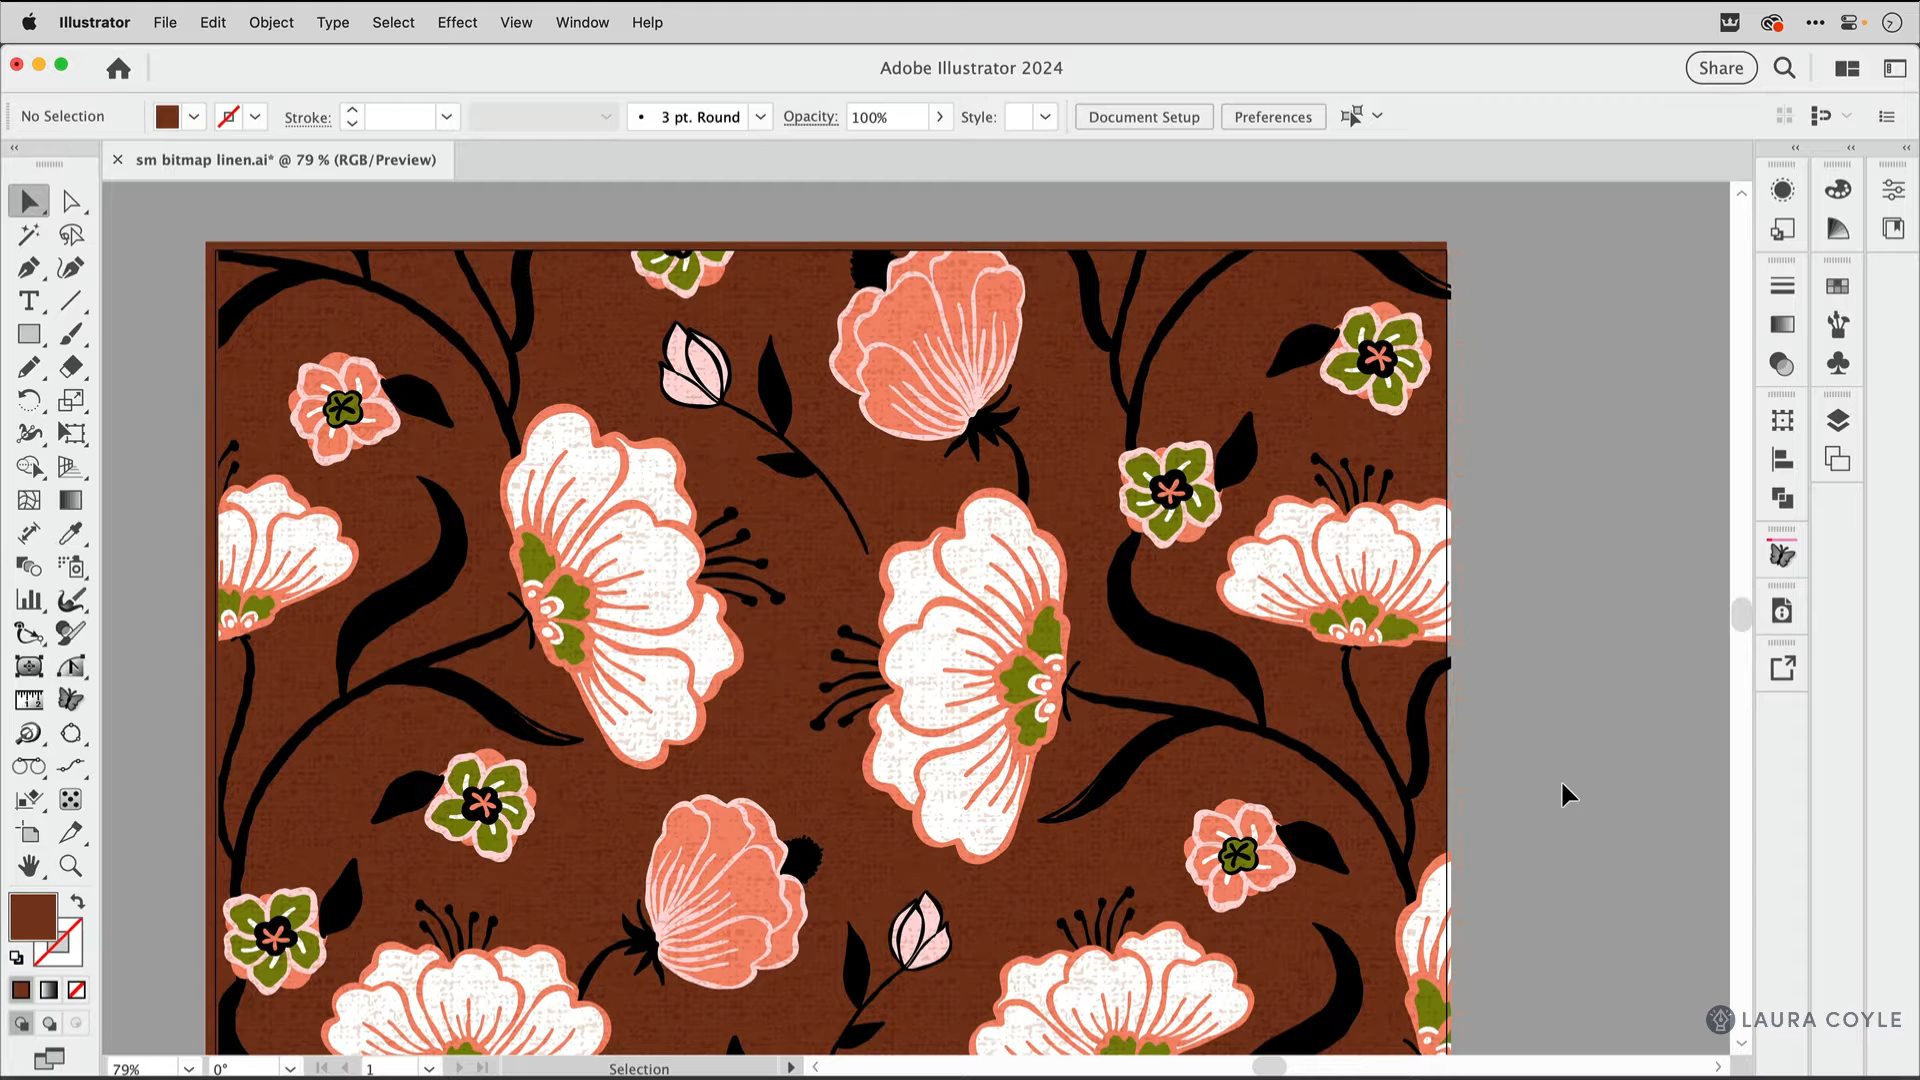 Illustrator File Edit Object Type Select Effect View Window Help
Adobe Illustrator 2024
Share
No Selection
Stroke:
3 pt. Round
Opacity: 100%
Style:
Document Setup
Preferences
sm bitmap linen.ai* @ 79 % (RGB/Preview)
LAURA COYLE
79%
0°
1
Selection